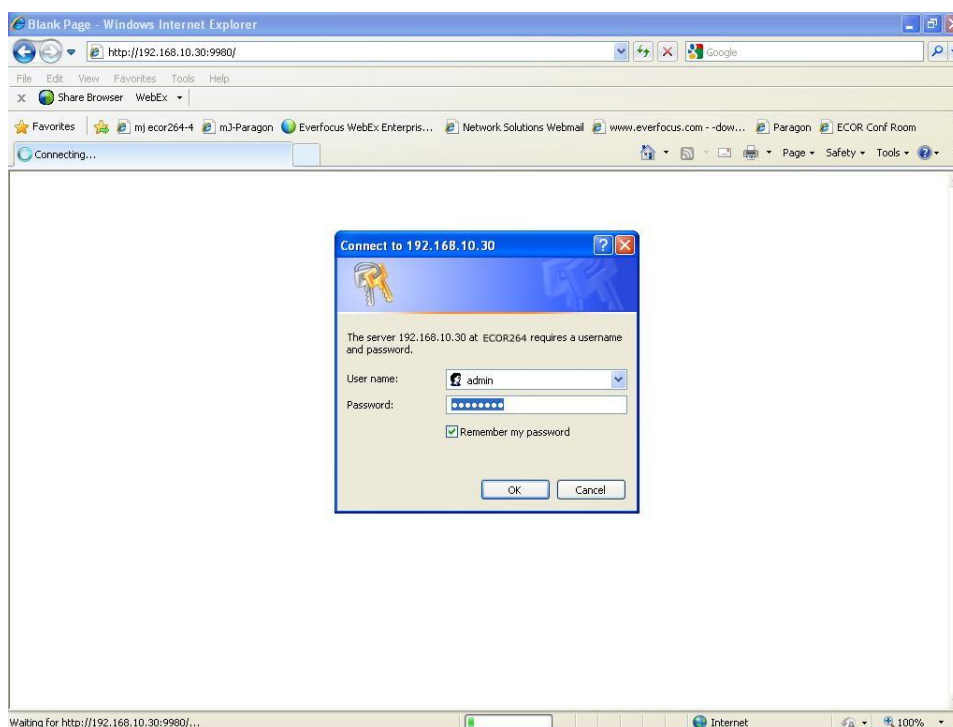 Blank Page - Windows Internet Explorer
http://192.168.10.30:9980/
Google
File Edit View Favorites Tools Help
x Share Browser WebEx
Favorites mj ecor264-4 mJ-Paragon Everfocus WebEx Enterpris... Network Solutions Webmail www.everfocus.com - -dow... Paragon ECOR Conf Room
Connecting...
Page Safety Tools
Connect to 192.168.10.30
The server 192.168.10.30 at ECOR264 requires a username
and password.
User name:
admin
Password:
Remember my password
OK Cancel
Waiting for http://192.168.10.30:9980/...
Internet
100%